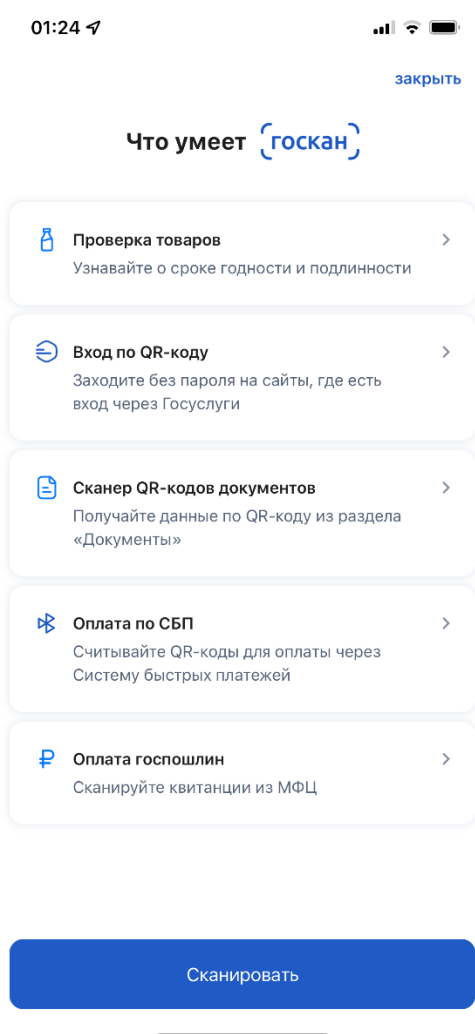 01:24
закрыть
Что умеет госкан
Проверка товаров
Узнавайте о сроке годности и подлинности
Вход по QR-коду
Заходите без пароля на сайты, где есть
вход через Госуслуги
Сканер QR-кодов документов
Получайте данные по QR-коду из раздела
«Документы»
Оплата по СБП
Считывайте QR-коды для оплаты через
Систему быстрых платежей
Оплата госпошлин
Сканируйте квитанции из МФЦ
Сканировать